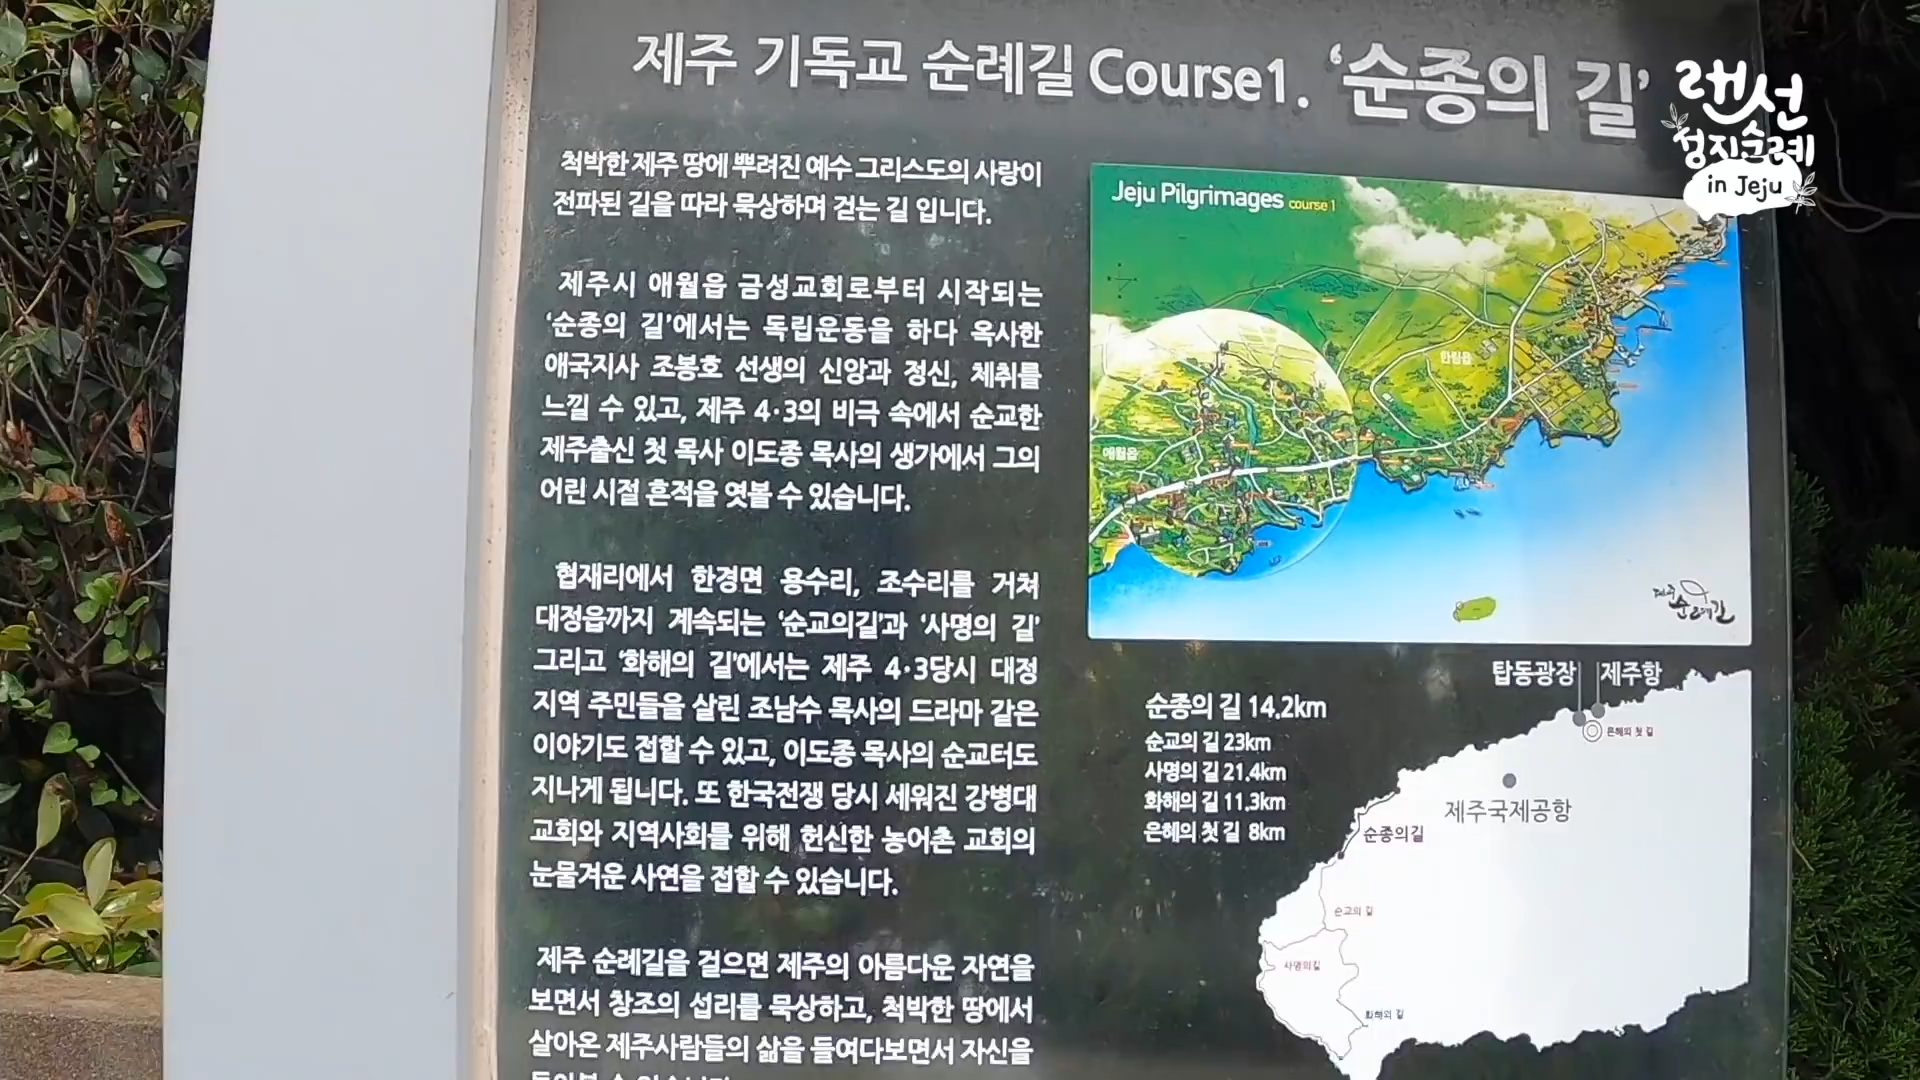 제주 기독교 순례길 Course1. ‘순종의 길’
랜선
성지순례
in Jeju
척박한 제주 땅에 뿌려진 예수 그리스도의 사랑이
전파된 길을 따라 묵상하며 걷는 길 입니다.
제주시 애월읍 금성교회로부터 시작되는
‘순종의 길’에서는 독립운동을 하다 옥사한
애국지사 조봉호 선생의 신앙과 정신, 체취를
느낄 수 있고, 제주 4·3의 비극 속에서 순교한
제주출신 첫 목사 이도종 목사의 생가에서 그의
어린 시절 흔적을 엿볼 수 있습니다.
협재리에서 한경면 용수리, 조수리를 거쳐
대정읍까지 계속되는 ‘순교의길’과 ‘사명의 길’
그리고 ‘화해의 길’에서는 제주 4·3당시 대정
지역 주민들을 살린 조남수 목사의 드라마 같은
이야기도 접할 수 있고, 이도종 목사의 순교터도
지나게 됩니다. 또 한국전쟁 당시 세워진 강병대
교회와 지역사회를 위해 헌신한 농어촌 교회의
눈물겨운 사연을 접할 수 있습니다.
제주 순례길을 걸으면 제주의 아름다운 자연을
보면서 창조의 섭리를 묵상하고, 척박한 땅에서
살아온 제주사람들의 삶을 들여다보면서 자신을
Jeju Pilgrimages course 1
한림읍
애월읍
제주
순례길
순종의 길 14.2km
순교의 길 23km
사명의 길 21.4km
화해의 길 11.3km
은혜의 첫 길 8km
탑동광장 제주항
은혜의 첫 길
제주국제공항
순종의길
순교의 길
사명의길
화해의 길